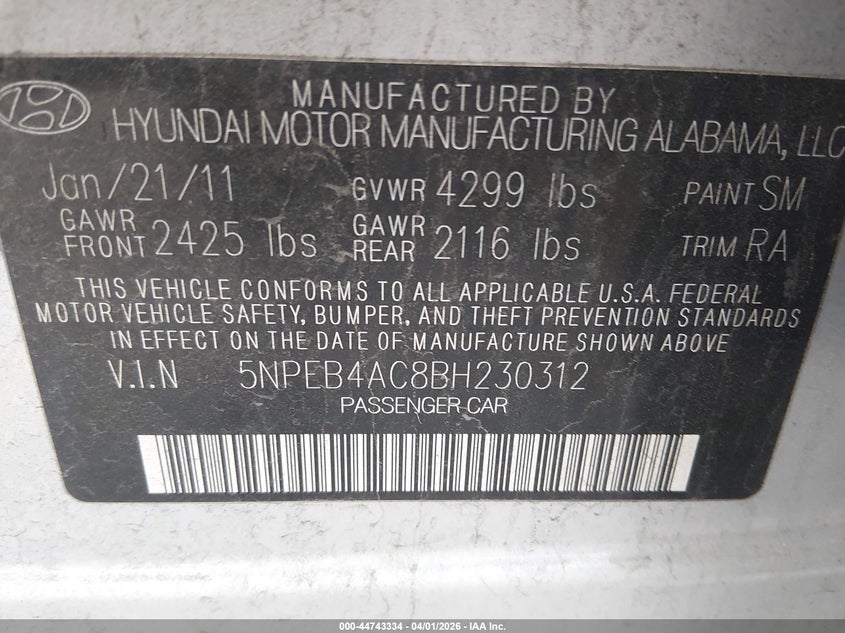 MANUFACTURED BY
HYUNDAI MOTOR MANUFACTURING ALABAMA, LLC
Jan/21/11 GVWR 4299 lbs PAINT SM
GAWR FRONT 2425 lbs GAWR REAR 2116 lbs TRIM RA
THIS VEHICLE CONFORMS TO ALL APPLICABLE U.S.A. FEDERAL
MOTOR VEHICLE SAFETY, BUMPER, AND THEFT PREVENTION STANDARDS
IN EFFECT ON THE DATE OF MANUFACTURE SHOWN ABOVE
V.I.N 5NPEB4AC8BH230312
PASSENGER CAR
000-44743334 - 04/01/2026 - IAA Inc.